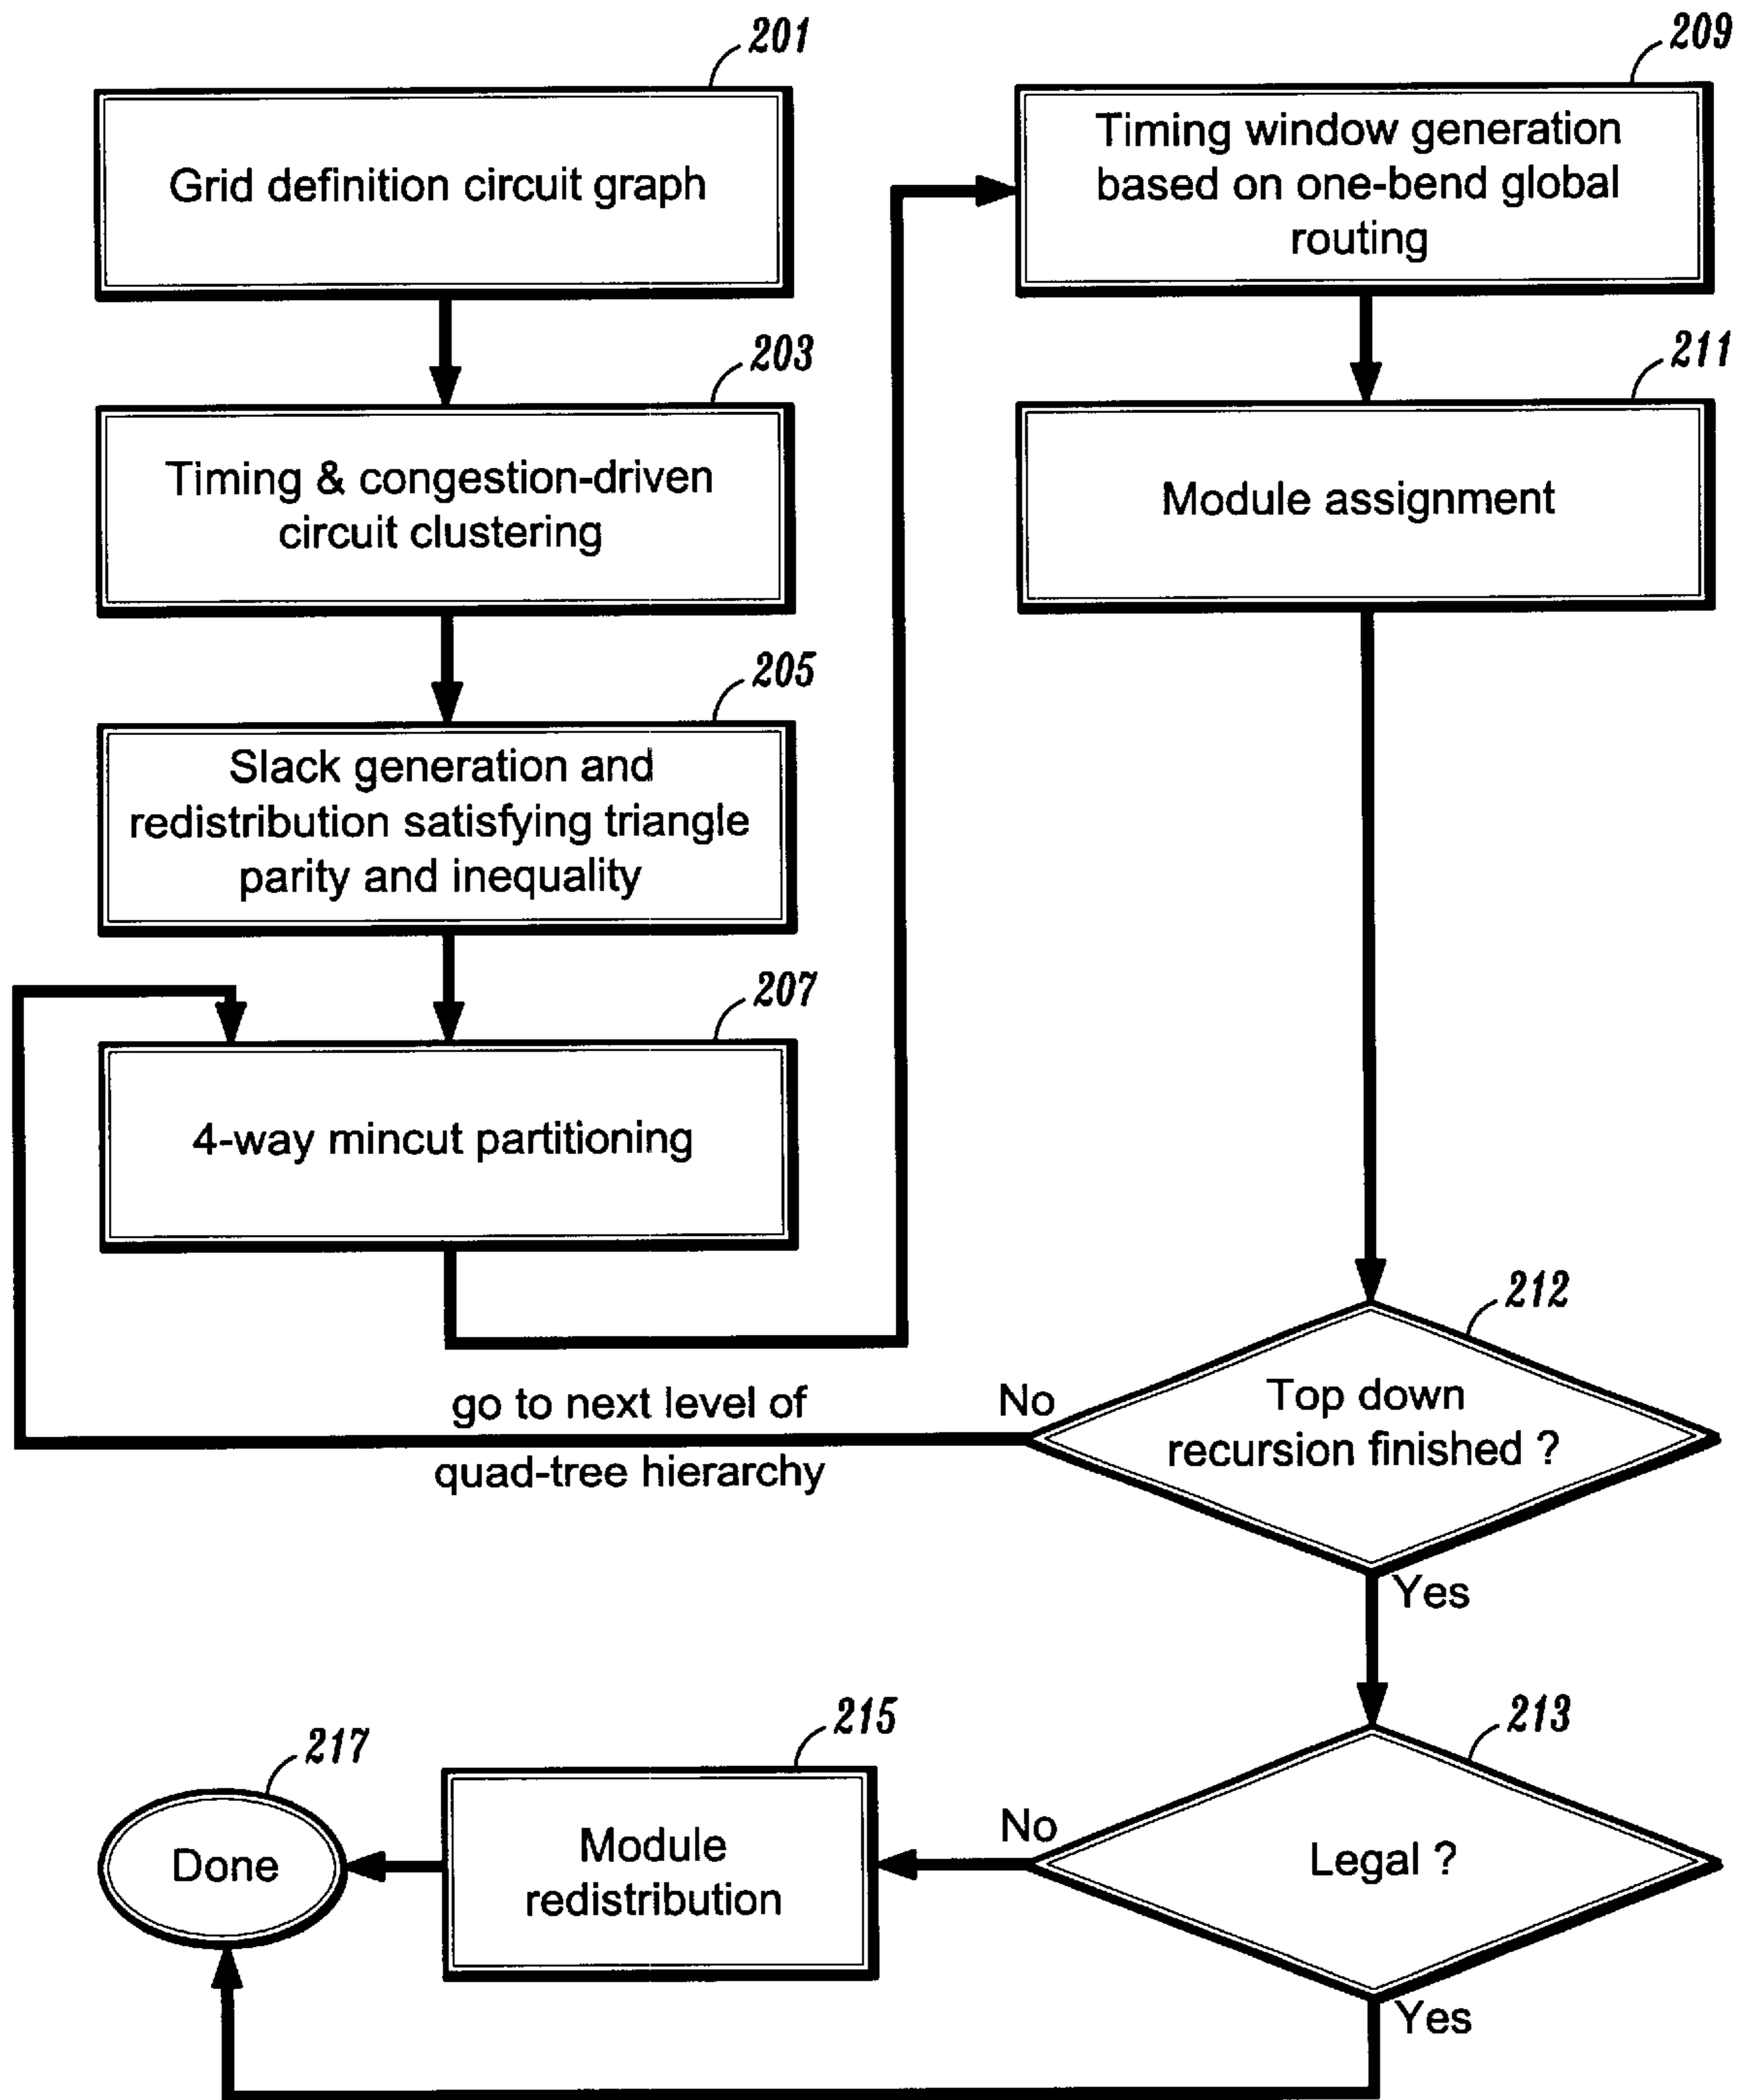 201
Grid definition circuit graph
203
Timing & congestion-driven
circuit clustering
205
Slack generation and
redistribution satisfying triangle
parity and inequality
207
4-way mincut partitioning
209
Timing window generation
based on one-bend global
routing
211
Module assignment
212
Top down
recursion finished ?
No
go to next level of
quad-tree hierarchy
Yes
213
Legal ?
No
Yes
215
Module
redistribution
217
Done